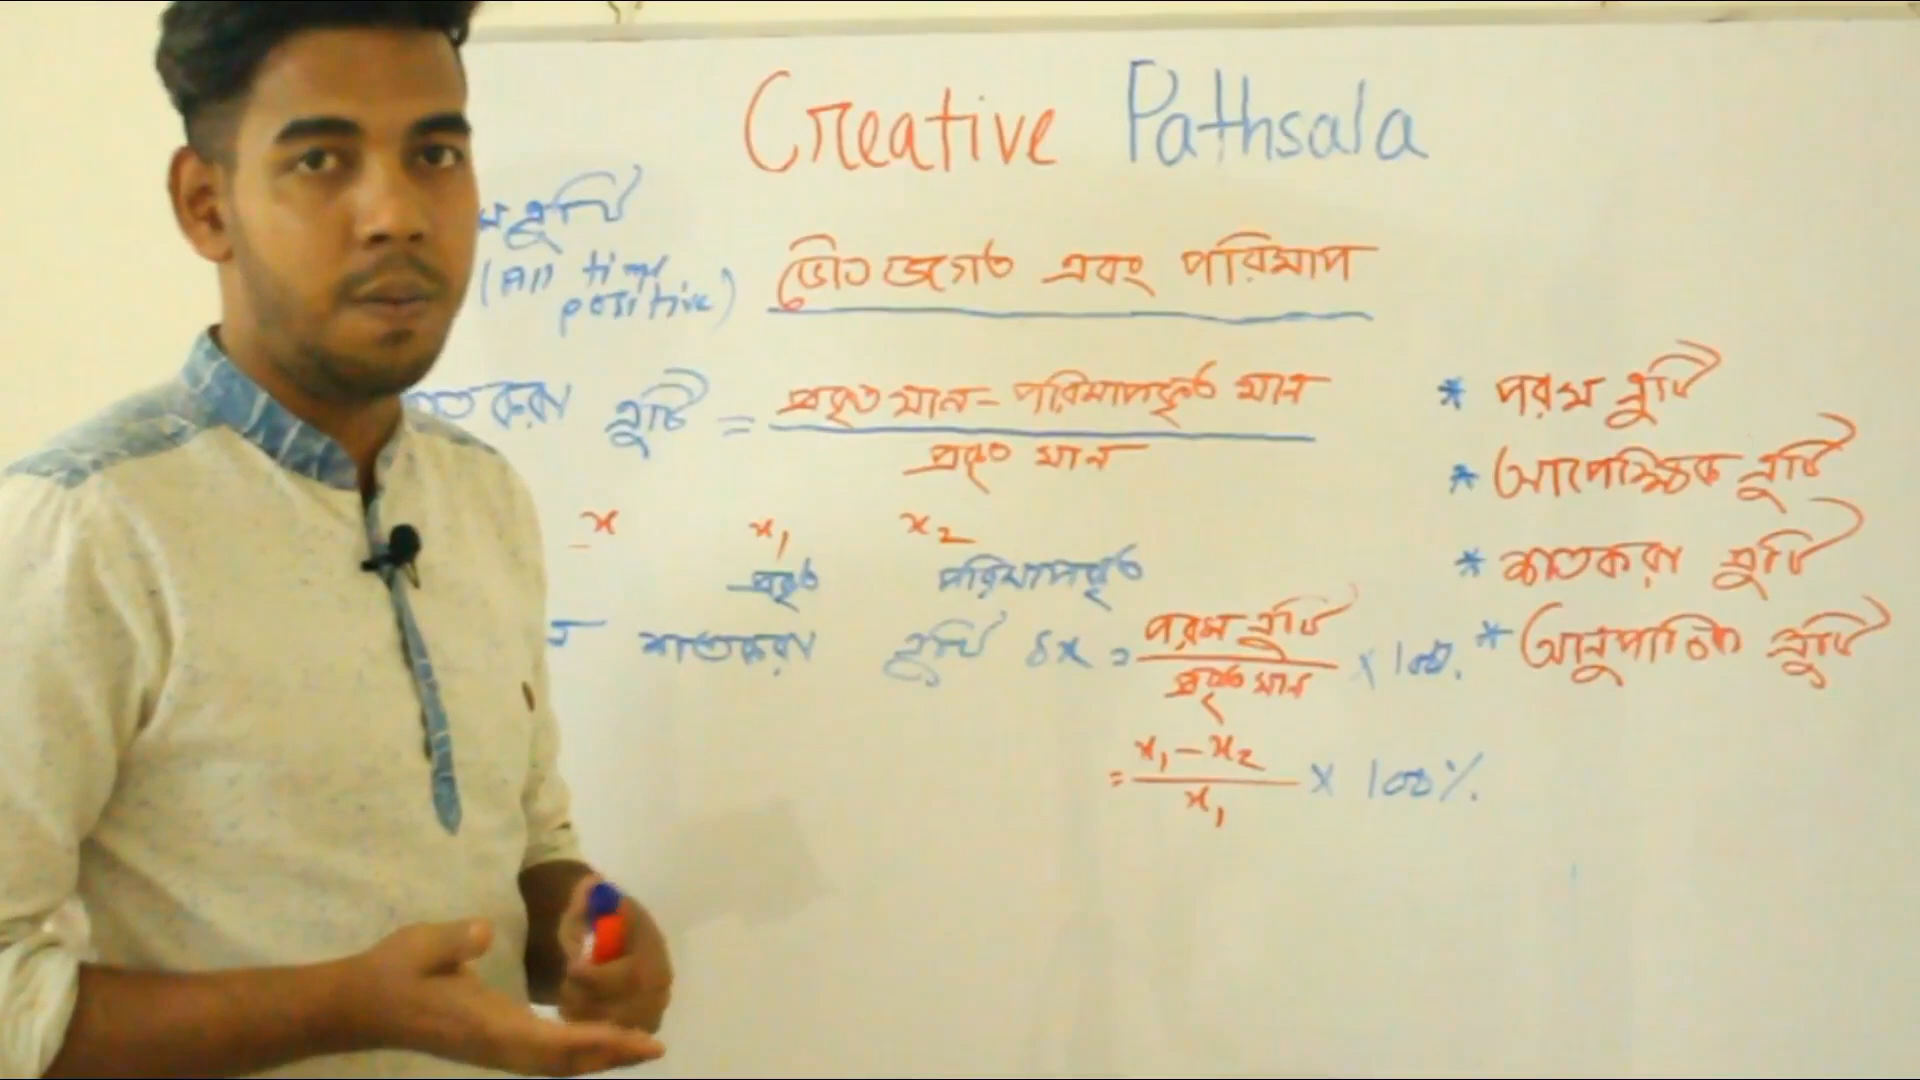 Creative Pathsala
ত্রুটি
(All time
positive)
ভৌতজগত এবং পরিমাপ
ত্রুটি = প্রকৃত মান - পরিমাপকৃত মান
প্রকৃত মান
* পরম ত্রুটি
* আপেক্ষিক ত্রুটি
* শতকরা ত্রুটি
* আনুপাতিক ত্রুটি
x x₁ x₂
প্রকৃত পরিমাপকৃত
শতকরা ত্রুটি δx = পরম ত্রুটি
প্রকৃত মান × 100%
= x₁ - x₂
x₁ × 100%